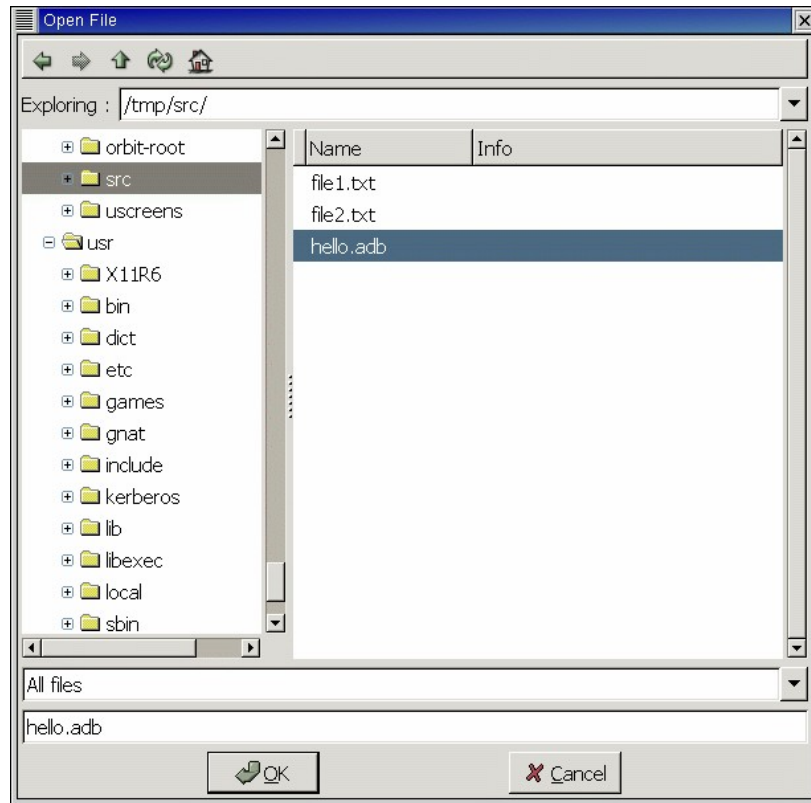 Open File
Exploring : /tmp/src/
orbit-root
src
uscreens
usr
X11R6
bin
dict
etc
games
gnat
include
kerberos
lib
libexec
local
sbin
Name Info
file1.txt
file2.txt
hello.adb
All files
hello.adb
OK Cancel